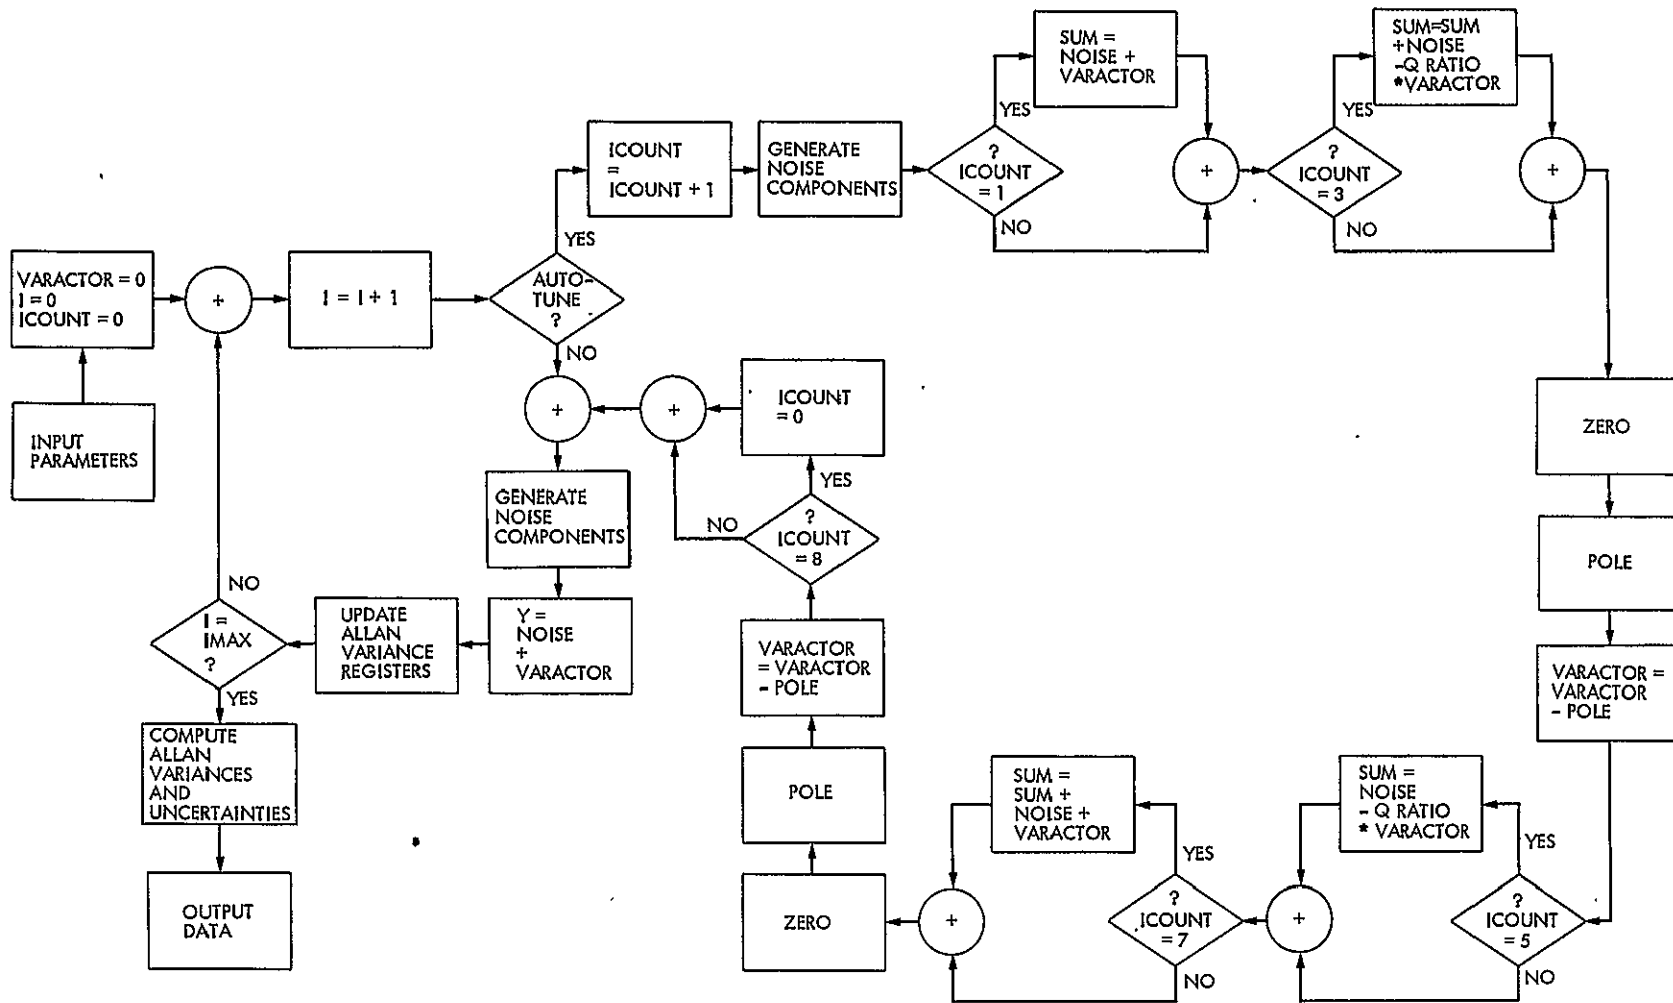 VARACTOR = 0
I = 0
ICOUNT = 0
INPUT
PARAMETERS
+
I = I + 1
AUTO-
TUNE
?
YES
NO
ICOUNT
=
ICOUNT + 1
GENERATE
NOISE
COMPONENTS
?
ICOUNT
= 1
YES
NO
SUM =
NOISE +
VARACTOR
+
?
ICOUNT
= 3
YES
NO
SUM=SUM
+NOISE
-Q RATIO
*VARACTOR
+
ZERO
POLE
VARACTOR =
VARACTOR
- POLE
?
ICOUNT
= 5
YES
NO
SUM =
NOISE
- Q RATIO
* VARACTOR
+
?
ICOUNT
= 7
YES
NO
SUM =
SUM +
NOISE +
VARACTOR
+
ZERO
POLE
VARACTOR
= VARACTOR
- POLE
?
ICOUNT
= 8
YES
NO
ICOUNT
= 0
+
+
GENERATE
NOISE
COMPONENTS
Y =
NOISE
+
VARACTOR
UPDATE
ALLAN
VARIANCE
REGISTERS
I =
IMAX
?
NO
YES
COMPUTE
ALLAN
VARIANCES
AND
UNCERTAINTIES
OUTPUT
DATA